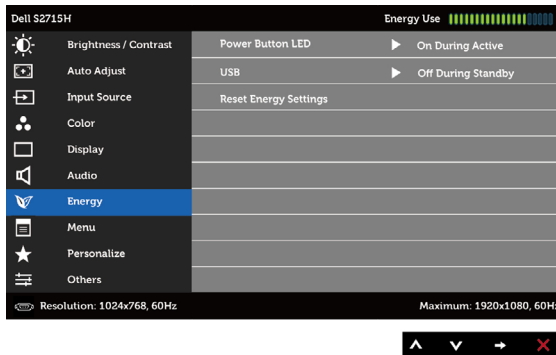 Dell S2715H Energy Use
Brightness / Contrast Power Button LED On During Active
Auto Adjust USB Off During Standby
Input Source Reset Energy Settings
Color
Display
Audio
Energy
Menu
Personalize
Others
Resolution: 1024x768, 60Hz Maximum: 1920x1080, 60Hz